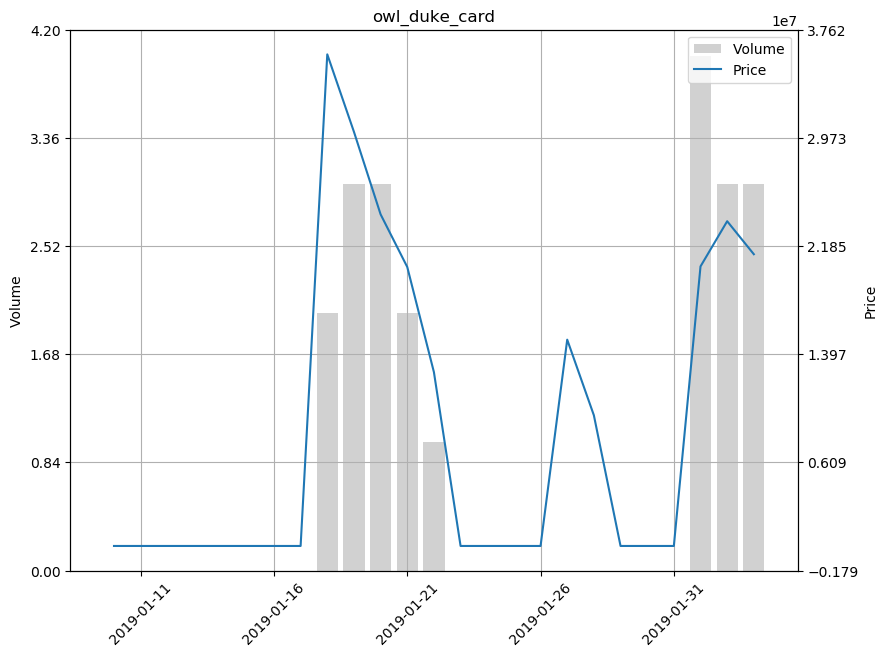 owl_duke_card
1e7
4.20
3.36
2.52
1.68
0.84
0.00
Volume
3.762
2.973
2.185
1.397
0.609
−0.179
Price
Volume
Price
2019-01-11
2019-01-16
2019-01-21
2019-01-26
2019-01-31